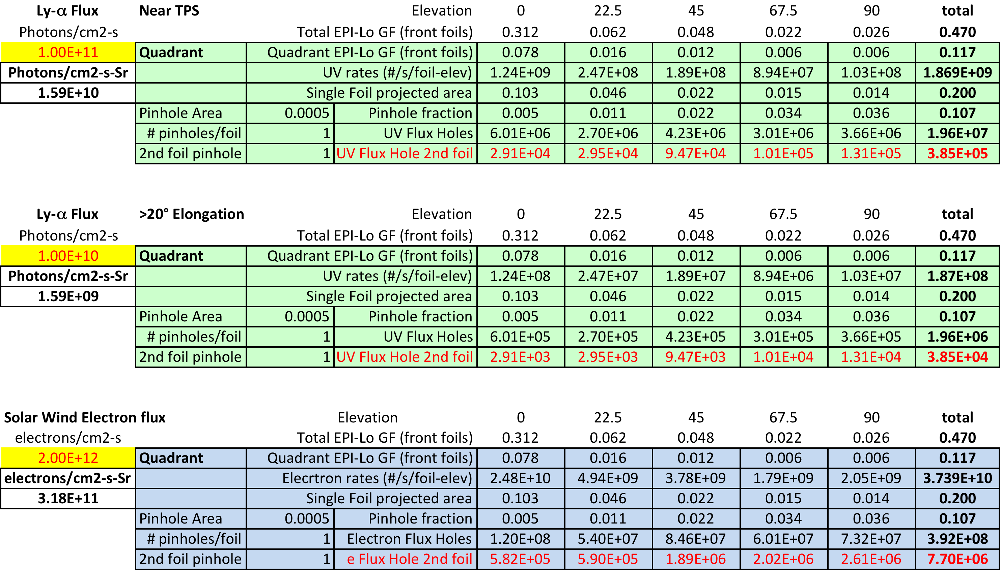 Ly-α Flux Near TPS Elevation 0 22.5 45 67.5 90 total
Photons/cm2-s Total EPI-Lo GF (front foils) 0.312 0.062 0.048 0.022 0.026 0.470
1.00E+11 Quadrant Quadrant EPI-Lo GF (front foils) 0.078 0.016 0.012 0.006 0.006 0.117
Photons/cm2-s-Sr UV rates (#/s/foil-elev) 1.24E+09 2.47E+08 1.89E+08 8.94E+07 1.03E+08 1.869E+09
1.59E+10 Single Foil projected area 0.103 0.046 0.022 0.015 0.014 0.200
Pinhole Area 0.0005 Pinhole fraction 0.005 0.011 0.022 0.034 0.036 0.107
# pinholes/foil 1 UV Flux Holes 6.01E+06 2.70E+06 4.23E+06 3.01E+06 3.66E+06 1.96E+07
2nd foil pinhole 1 UV Flux Hole 2nd foil 2.91E+04 2.95E+04 9.47E+04 1.01E+05 1.31E+05 3.85E+05
Ly-α Flux >20° Elongation Elevation 0 22.5 45 67.5 90 total
Photons/cm2-s Total EPI-Lo GF (front foils) 0.312 0.062 0.048 0.022 0.026 0.470
1.00E+10 Quadrant Quadrant EPI-Lo GF (front foils) 0.078 0.016 0.012 0.006 0.006 0.117
Photons/cm2-s-Sr UV rates (#/s/foil-elev) 1.24E+08 2.47E+07 1.89E+07 8.94E+06 1.03E+07 1.87E+08
1.59E+09 Single Foil projected area 0.103 0.046 0.022 0.015 0.014 0.200
Pinhole Area 0.0005 Pinhole fraction 0.005 0.011 0.022 0.034 0.036 0.107
# pinholes/foil 1 UV Flux Holes 6.01E+05 2.70E+05 4.23E+05 3.01E+05 3.66E+05 1.96E+06
2nd foil pinhole 1 UV Flux Hole 2nd foil 2.91E+03 2.95E+03 9.47E+03 1.01E+04 1.31E+04 3.85E+04
Solar Wind Electron flux Elevation 0 22.5 45 67.5 90 total
electrons/cm2-s Total EPI-Lo GF (front foils) 0.312 0.062 0.048 0.022 0.026 0.470
2.00E+12 Quadrant Quadrant EPI-Lo GF (front foils) 0.078 0.016 0.012 0.006 0.006 0.117
electrons/cm2-s-Sr Elecrtron rates (#/s/foil-elev) 2.48E+10 4.94E+09 3.78E+09 1.79E+09 2.05E+09 3.739E+10
3.18E+11 Single Foil projected area 0.103 0.046 0.022 0.015 0.014 0.200
Pinhole Area 0.0005 Pinhole fraction 0.005 0.011 0.022 0.034 0.036 0.107
# pinholes/foil 1 Electron Flux Holes 1.20E+08 5.40E+07 8.46E+07 6.01E+07 7.32E+07 3.92E+08
2nd foil pinhole 1 e Flux Hole 2nd foil 5.82E+05 5.90E+05 1.89E+06 2.02E+06 2.61E+06 7.70E+06